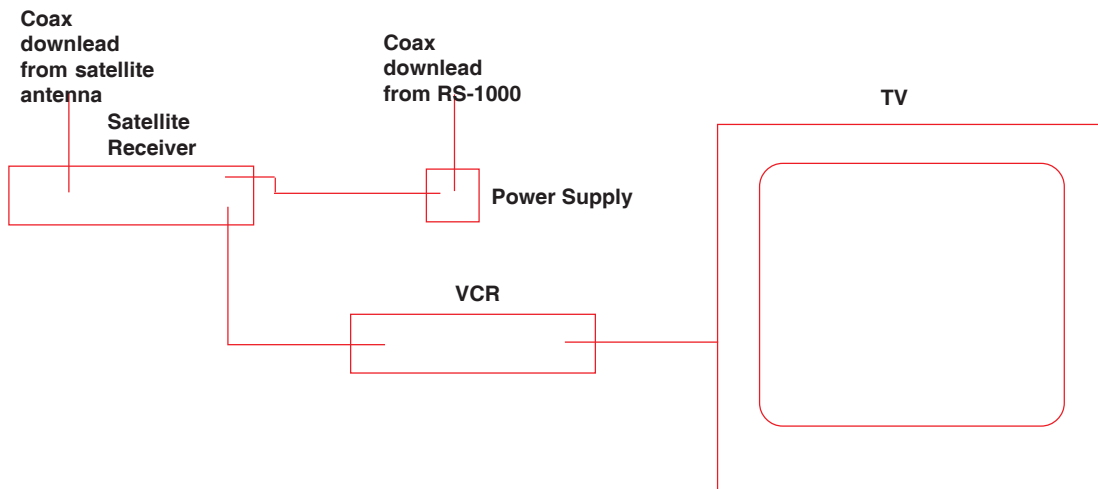 Coax
downlead
from satellite
antenna
Coax
downlead
from RS-1000
TV
Satellite
Receiver
Power Supply
VCR